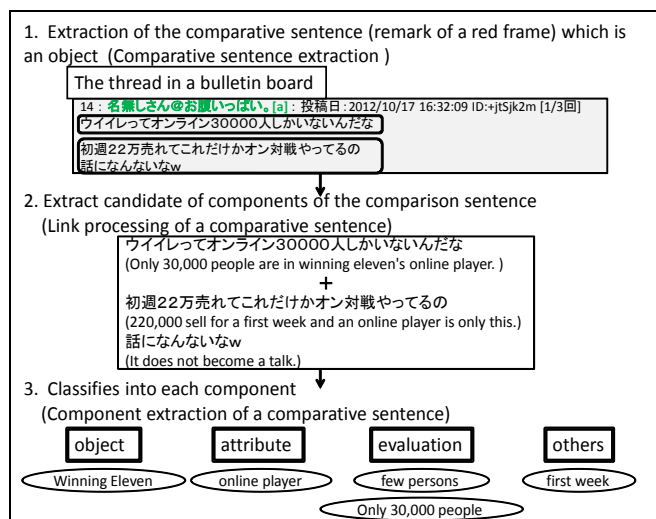 1. Extraction of the comparative sentence (remark of a red frame) which is
an object (Comparative sentence extraction )
The thread in a bulletin board
14 : 名無しさん@お腹いっぱい。[a] : 投稿日:2012/10/17 16:32:09 ID:+jtSjk2m [1/3回]
ウイイレってオンライン30000人しかいないんだな
初週22万売れてこれだけかオン対戦やってるの
話になんないなw
2. Extract candidate of components of the comparison sentence
(Link processing of a comparative sentence)
ウイイレってオンライン30000人しかいないんだな
(Only 30,000 people are in winning eleven's online player. )
+
初週22万売れてこれだけかオン対戦やってるの
(220,000 sell for a first week and an online player is only this.)
話になんないなw
(It does not become a talk.)
3. Classifies into each component
(Component extraction of a comparative sentence)
object attribute evaluation others
Winning Eleven online player few persons first week
Only 30,000 people